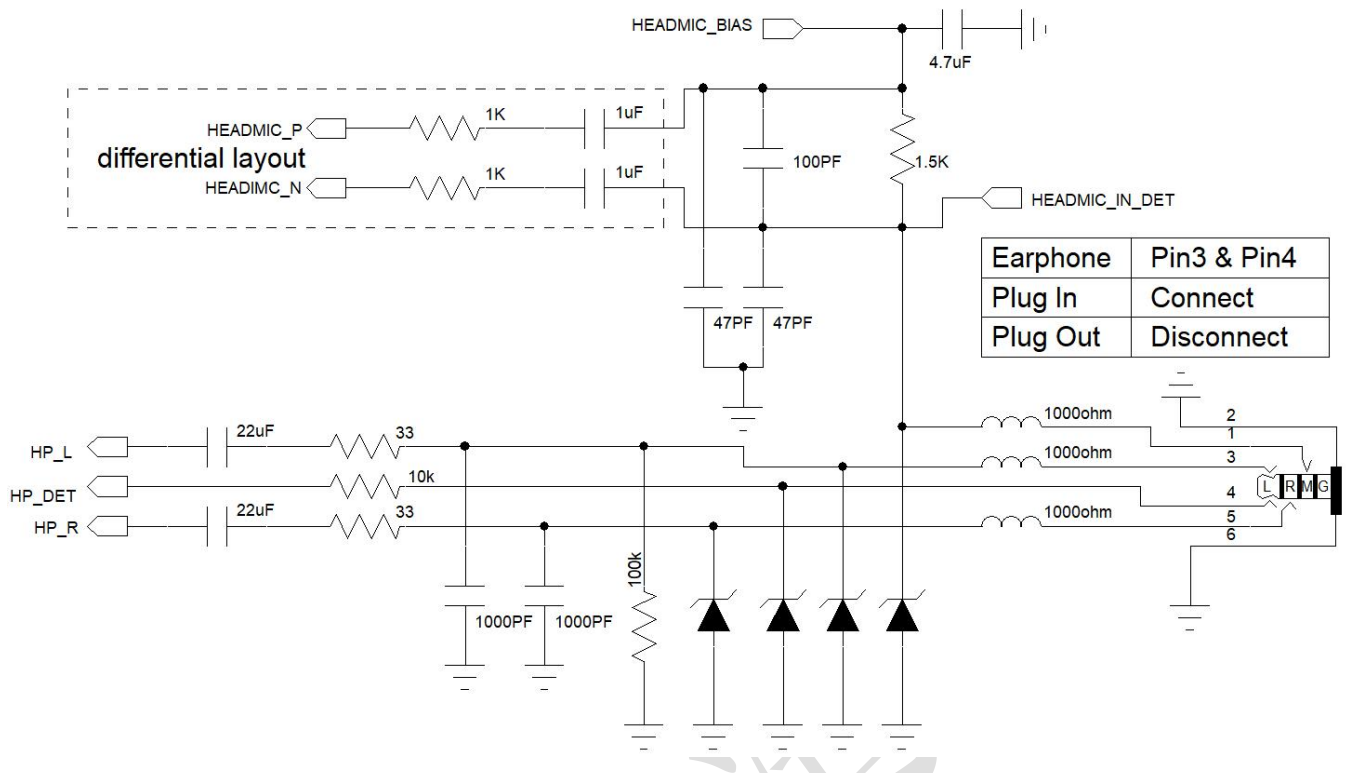 HEADMIC_BIAS
4.7uF
HEADMIC_P
1K
1uF
differential layout
HEADIMC_N
1K
1uF
100PF
1.5K
HEADMIC_IN_DET
Earphone Pin3 & Pin4
Plug In Connect
Plug Out Disconnect
47PF 47PF
1000ohm
2
1
HP_L
22uF
33
1000ohm
3
HP_DET
10k
4
L R M G
HP_R
22uF
33
1000ohm
5
6
1000PF 1000PF
100k